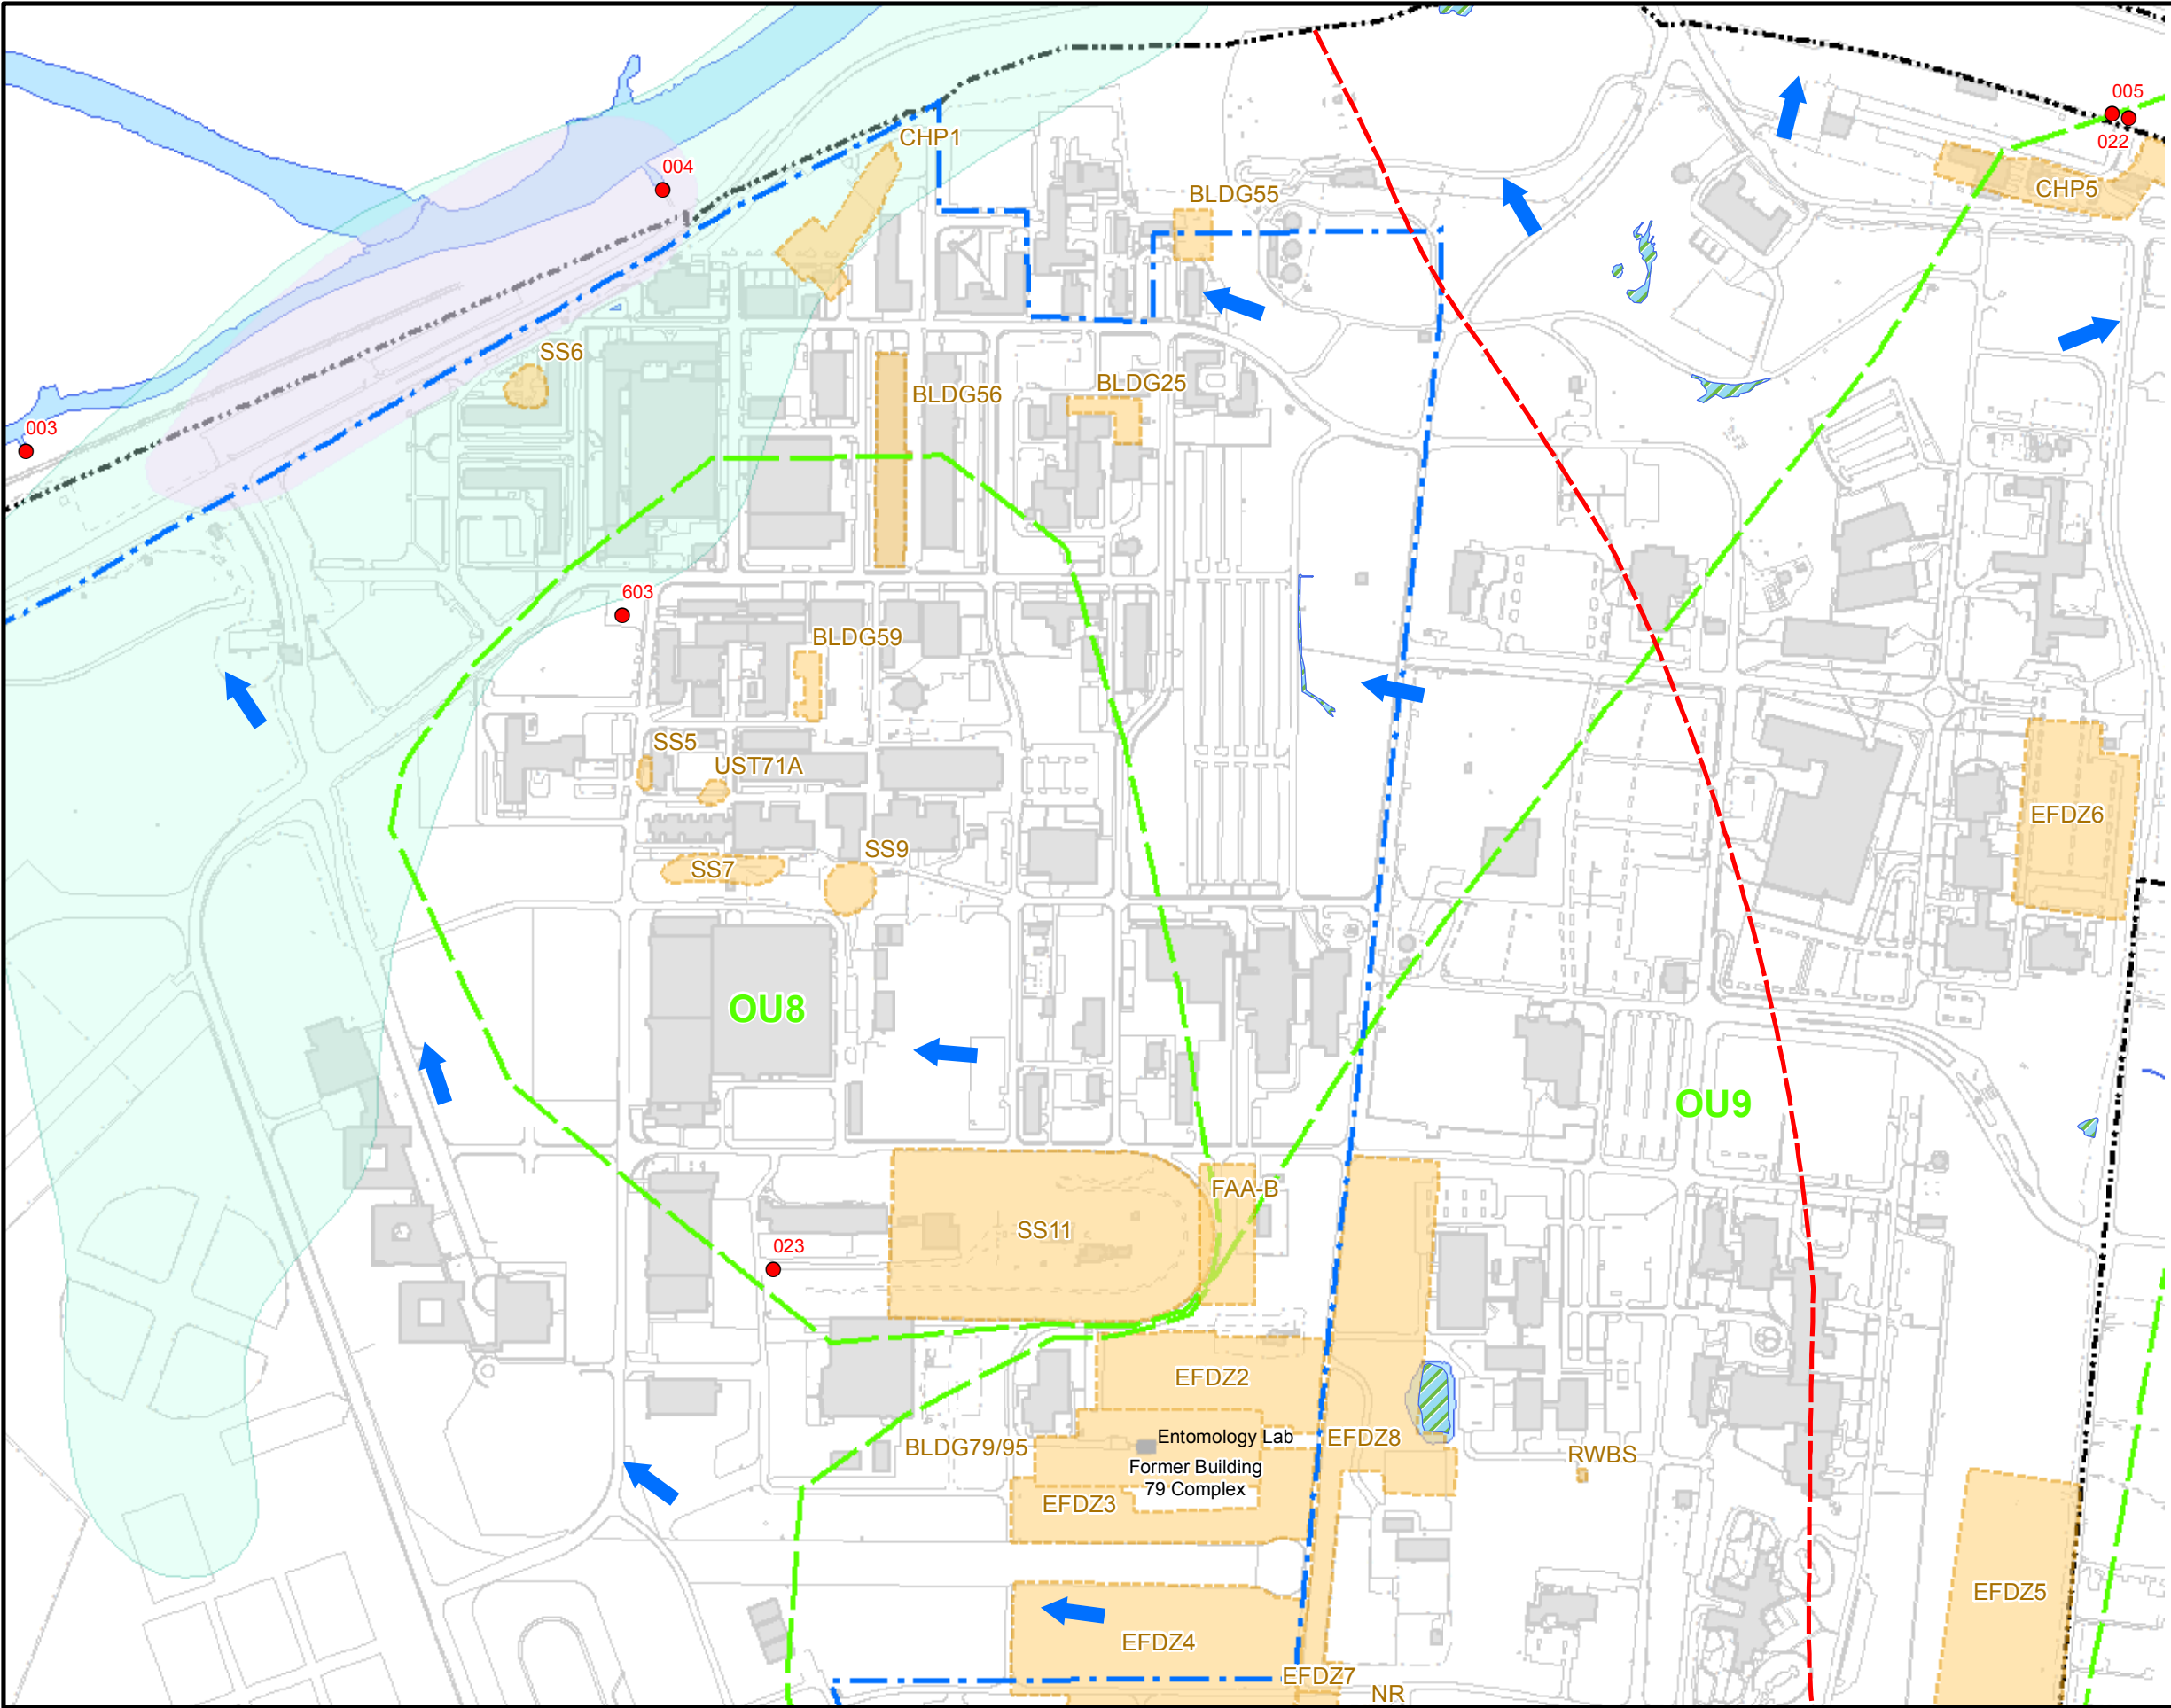 005
022
CHP1
004
BLDG55
CHP5
SS6
BLDG25
BLDG56
003
603
BLDG59
SS5
UST71A
EFDZ6
SS9
SS7
OU8
OU9
FAA-B
SS11
023
EFDZ2
Entomology Lab
EFDZ8
BLDG79/95
RWBS
Former Building
79 Complex
EFDZ3
EFDZ5
EFDZ4
EFDZ7
NR